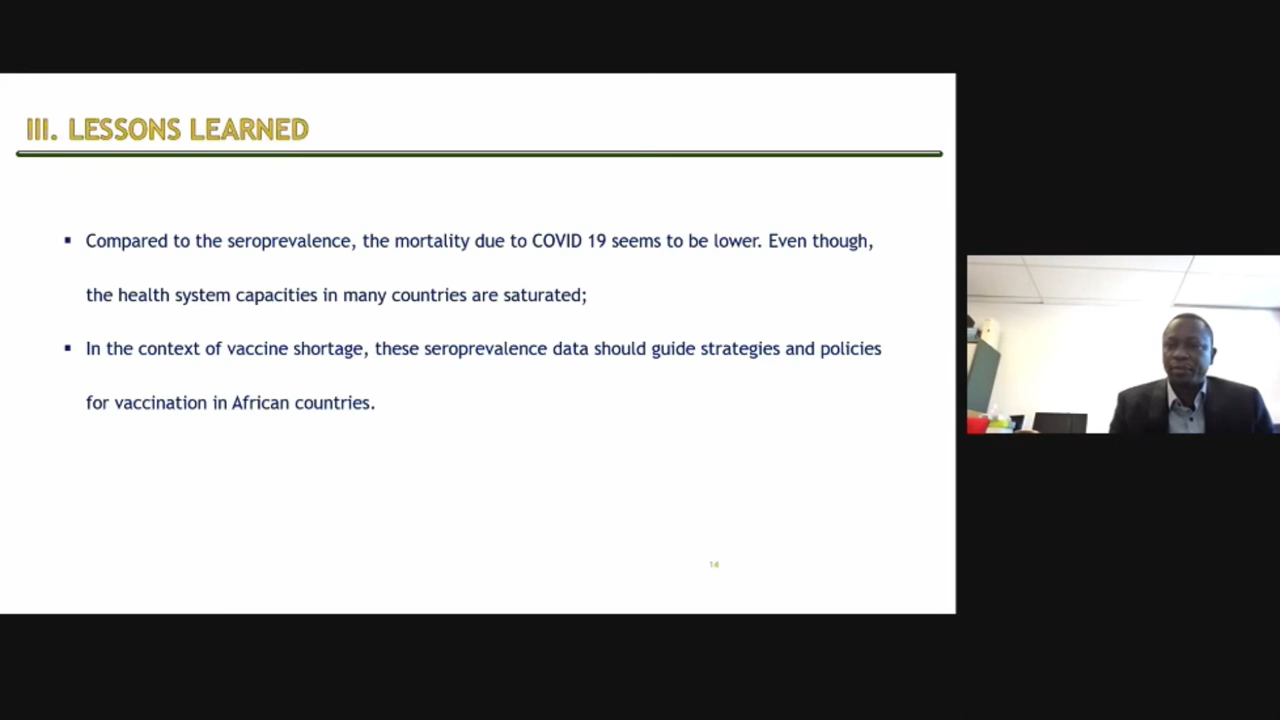 III. LESSONS LEARNED
▪ Compared to the seroprevalence, the mortality due to COVID 19 seems to be lower. Even though,
the health system capacities in many countries are saturated;
▪ In the context of vaccine shortage, these seroprevalence data should guide strategies and policies
for vaccination in African countries.
14